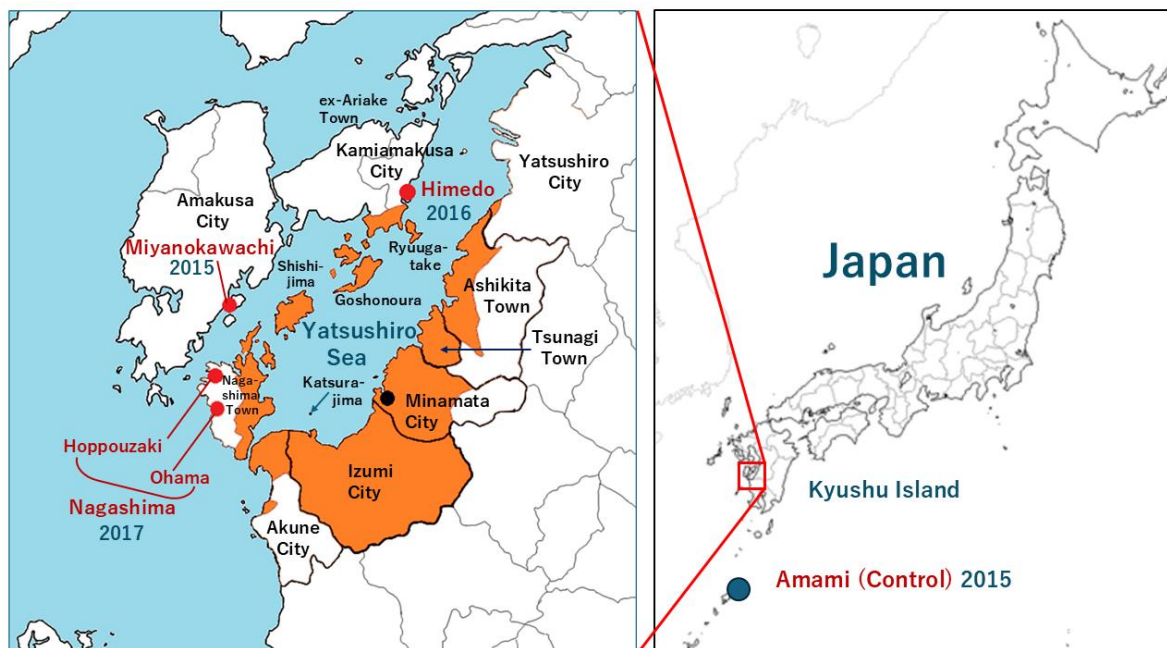 ex-Ariake
Town
Kamiamakusa
City
Yatsushiro
City
Amakusa
City
Himedo
2016
Miyanokawachi
2015
Ryuuga-
take
Shishi-
jima
Goshonoura
Ashikita
Town
Yatsushiro
Sea
Tsunagi
Town
Katsura-
jima
Naga-
shima
Town
Minamata
City
Hoppouzaki
Ohama
Izumi
City
Nagashima
2017
Akune
City
Japan
Kyushu Island
Amami (Control) 2015